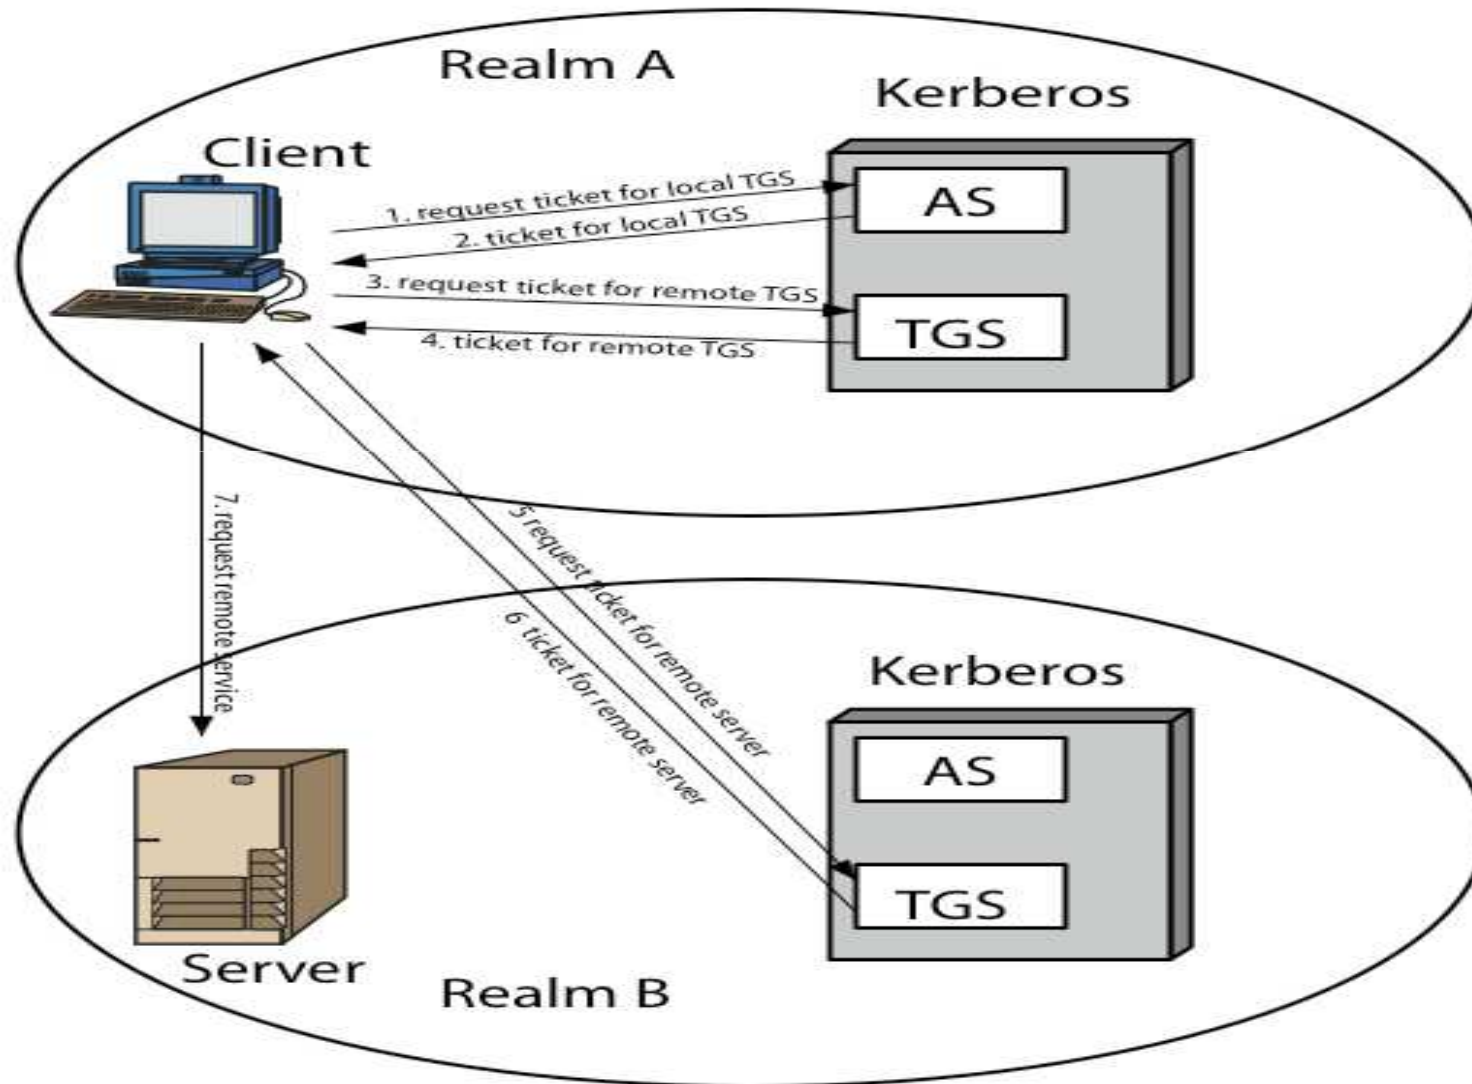 Realm A
Kerberos
Client
1. request ticket for local TGS
AS
2. ticket for local TGS
3. request ticket for remote TGS
TGS
4. ticket for remote TGS
7. request remote service
5 request ticket for remote server
6 ticket for remote server
Kerberos
AS
TGS
Server
Realm B